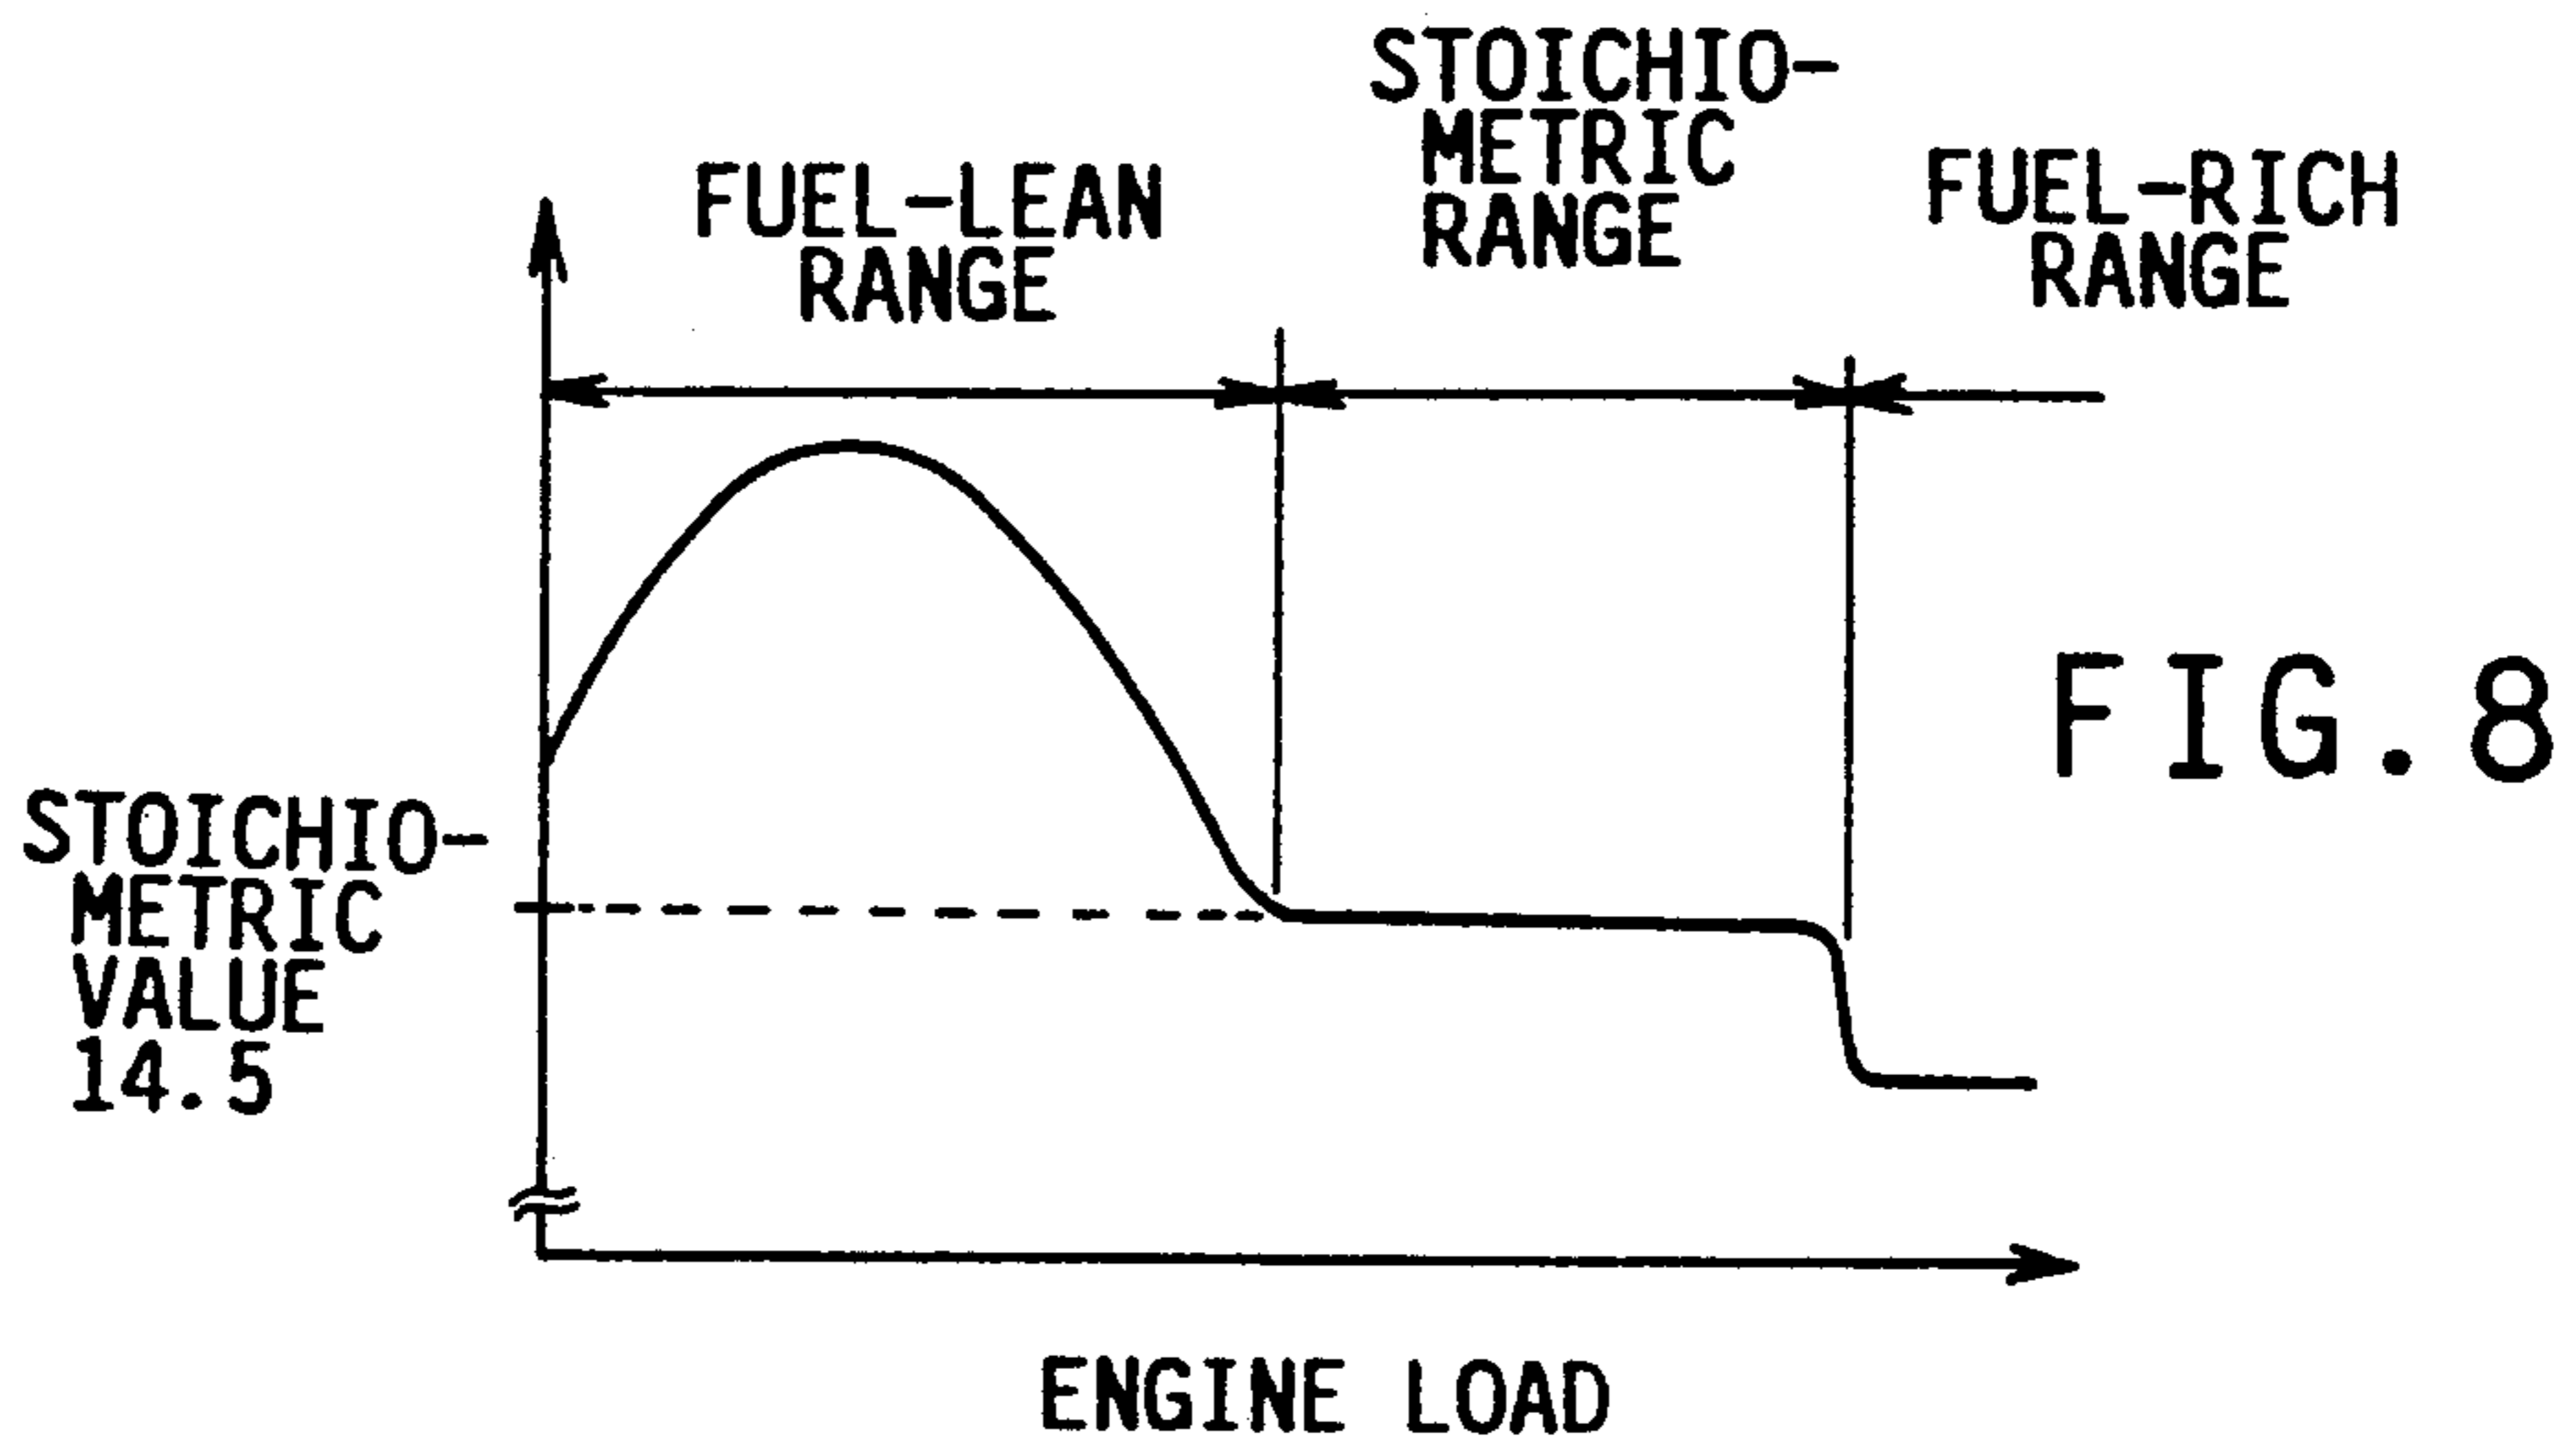 STOICHIO-
METRIC
RANGE
FUEL-LEAN
RANGE
FUEL-RICH
RANGE
FIG.8
STOICHIO-
METRIC
VALUE
14.5
ENGINE LOAD